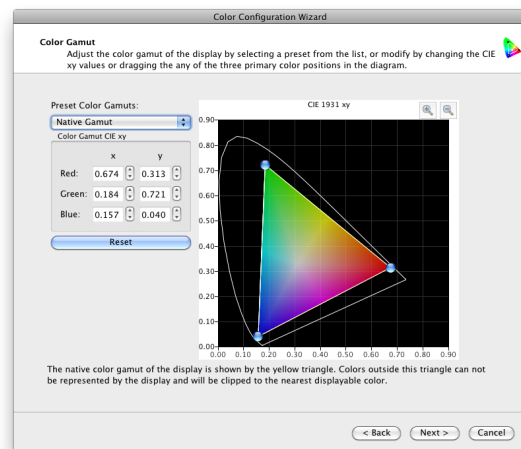 Color Configuration Wizard
Color Gamut
Adjust the color gamut of the display by selecting a preset from the list, or modify by changing the CIE
xy values or dragging the any of the three primary color positions in the diagram.
Preset Color Gamuts:
Native Gamut
Color Gamut CIE xy
x y
Red: 0.674 0.313
Green: 0.184 0.721
Blue: 0.157 0.040
Reset
CIE 1931 xy
0.90
0.80
0.70
0.60
0.50
0.40
0.30
0.20
0.10
0.00
0.00 0.10 0.20 0.30 0.40 0.50 0.60 0.70 0.80 0.90
The native color gamut of the display is shown by the yellow triangle. Colors outside this triangle can not
be represented by the display and will be clipped to the nearest displayable color.
< Back Next > Cancel